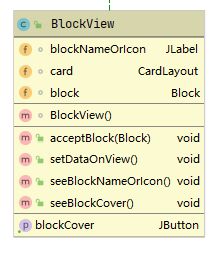 BlockView
blockNameOrIcon JLabel
card CardLayout
block Block
BlockView()
acceptBlock(Block) void
setDataOnView() void
seeBlockNameOrIcon() void
seeBlockCover() void
blockCover JButton